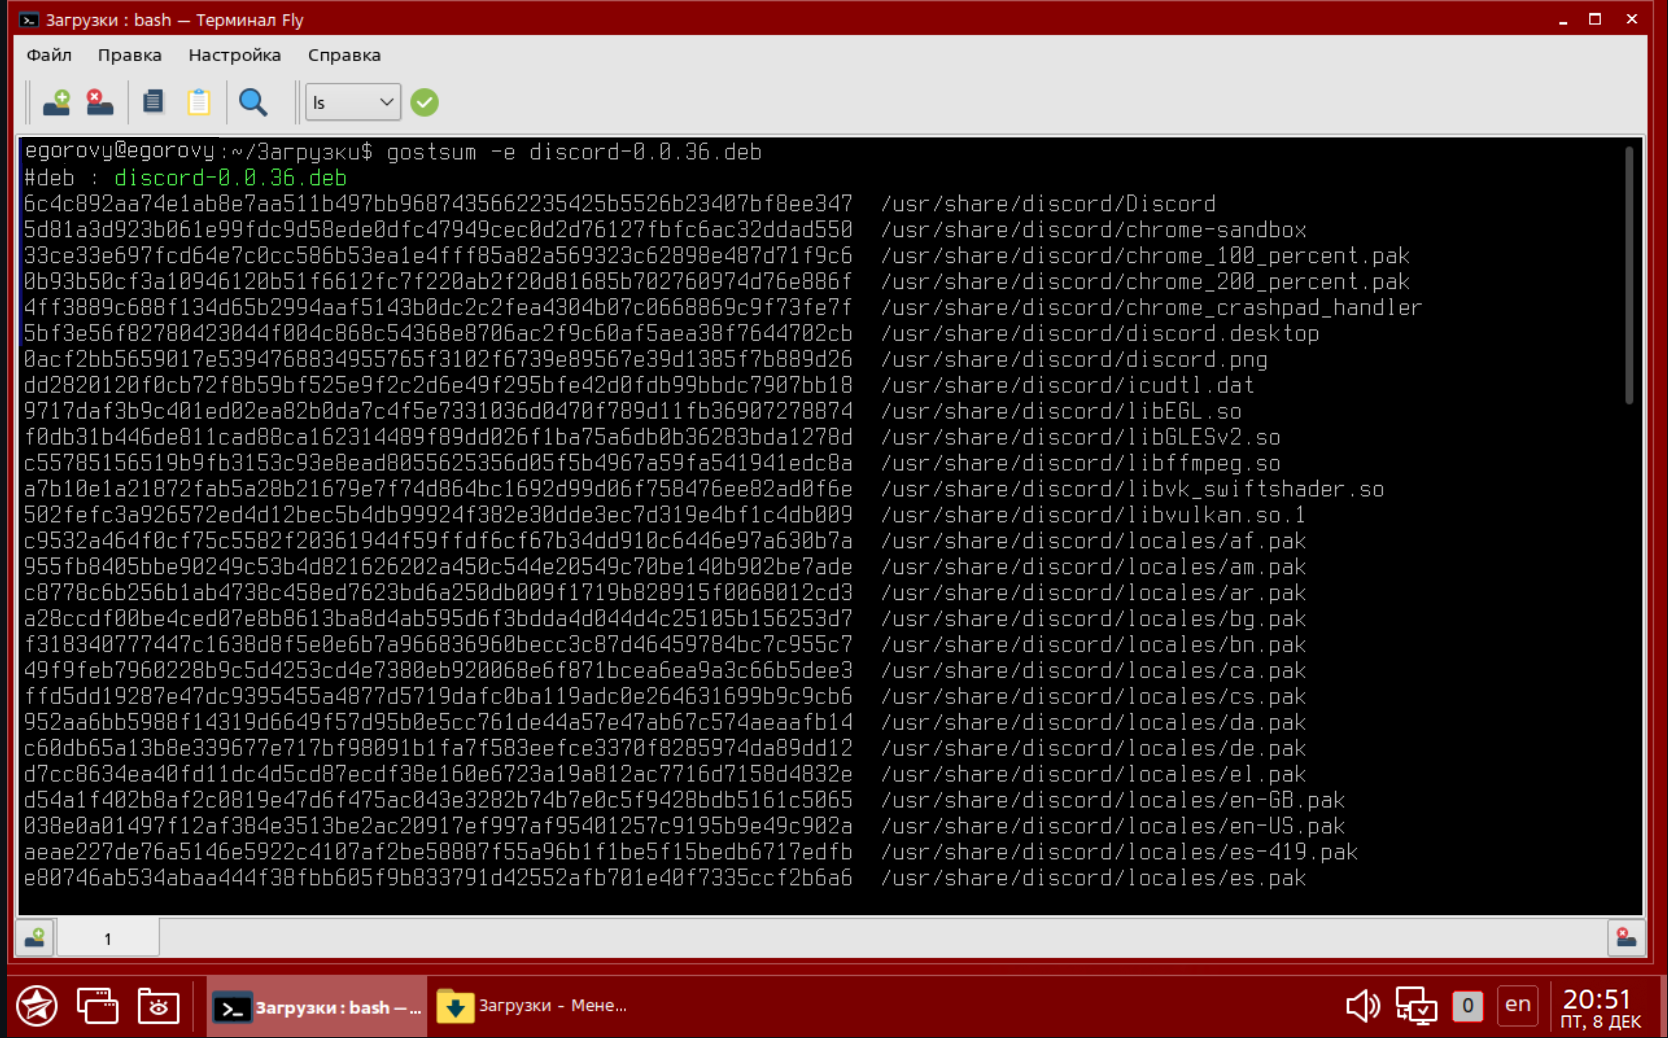 Загрузки : bash — Терминал Fly
Файл Правка Настройка Справка
ls
egorovy@egorovy:~/Загрузки$ gostsum -e discord-0.0.36.deb
#deb : discord-0.0.36.deb
6c4c892aa74e1ab8e7aa511b497bb9687435662235425b5526b23407bf8ee347 /usr/share/discord/Discord
5d81a3d923b061e99fdc9d58ede0dfc47949cec0d2d76127fbfc6ac32ddad550 /usr/share/discord/chrome-sandbox
33ce33e697fcd64e7c0cc586b53ea1e4fff85a82a569323c62898e487d71f9c6 /usr/share/discord/chrome_100_percent.pak
0b93b50cf3a10946120b51f6612fc7f220ab2f20d81685b702760974d76e886f /usr/share/discord/chrome_200_percent.pak
4ff3889c688f134d65b2994aaf5143b0dc2c2fea4304b07c0668869c9f73fe7f /usr/share/discord/chrome_crashpad_handler
5bf3e56f82780423044f004c868c54368e8706ac2f9c60af5aea38f7644702cb /usr/share/discord/discord.desktop
0acf2bb5659017e5394768834955765f3102f6739e89567e39d1385f7b889d26 /usr/share/discord/discord.png
dd2820120f0cb72f8b59bf525e9f2c2d6e49f295bfe42d0fdb99bbdc7907bb18 /usr/share/discord/icudtl.dat
9717daf3b9c401ed02ea82b0da7c4f5e7331036d0470f789d11fb36907278874 /usr/share/discord/libEGL.so
f0db31b446de811cad88ca162314489f89dd026f1ba75a6db0b36283bda1278d /usr/share/discord/libGLESv2.so
c55785156519b9fb3153c93e8ead8055625356d05f5b4967a59fa541941edc8a /usr/share/discord/libffmpeg.so
a7b10e1a21872fab5a28b21679e7f74d864bc1692d99d06f758476ee82ad0f6e /usr/share/discord/libvk_swiftshader.so
502fefc3a926572ed4d12bec5b4db99924f382e30dde3ec7d319e4bf1c4db009 /usr/share/discord/libvulkan.so.1
c9532a464f0cf75c5582f20361944f59ffdf6cf67b34dd910c6446e97a630b7a /usr/share/discord/locales/af.pak
955fb8405bbe90249c53b4d821626202a450c544e20549c70be140b902be7ade /usr/share/discord/locales/am.pak
c8778c6b256b1ab4738c458ed7623bd6a250db009f1719b828915f0068012cd3 /usr/share/discord/locales/ar.pak
a28ccdf00be4ced07e8b8613ba8d4ab595d6f3bdda4d044d4c25105b156253d7 /usr/share/discord/locales/bg.pak
f318340777447c1638d8f5e0e6b7a966836960becc3c87d46459784bc7c955c7 /usr/share/discord/locales/bn.pak
49f9feb7960228b9c5d4253cd4e7380eb920068e6f871bcea6ea9a3c66b5dee3 /usr/share/discord/locales/ca.pak
ffd5dd19287e47dc9395455a4877d5719dafc0ba119adc0e264631699b9c9cb6 /usr/share/discord/locales/cs.pak
952aa6bb5988f14319d6649f57d95b0e5cc761de44a57e47ab67c574aeaafb14 /usr/share/discord/locales/da.pak
c60db65a13b8e339677e717bf98091b1fa7f583eefce3370f8285974da89dd12 /usr/share/discord/locales/de.pak
d7cc8634ea40fd11dc4d5cd87ecdf38e160e6723a19a812ac7716d7158d4832e /usr/share/discord/locales/el.pak
d54a1f402b8af2c0819e47d6f475ac043e3282b74b7e0c5f9428bdb5161c5065 /usr/share/discord/locales/en-GB.pak
038e0a01497f12af384e3513be2ac20917ef997af95401257c9195b9e49c902a /usr/share/discord/locales/en-US.pak
aeae227de76a5146e5922c4107af2be58887f55a96b1f1be5f15bedb6717edfb /usr/share/discord/locales/es-419.pak
e80746ab534abaa444f38fbb605f9b833791d42552afb701e40f7335ccf2b6a6 /usr/share/discord/locales/es.pak
1
Загрузки : bash — ...
Загрузки - Мене...
0
en
20:51
ПТ, 8 ДЕК